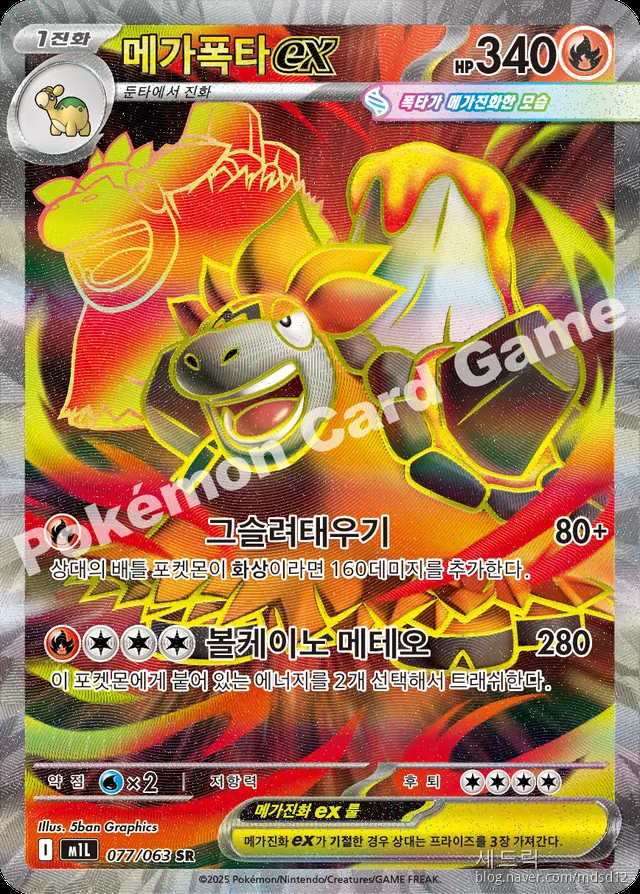 1진화
메가폭타ex
HP 340
둔타에서 진화
폭타가 메가진화한 모습
Pokémon Card Game
그슬려태우기 80+
상대의 배틀 포켓몬이 화상이라면 160데미지를 추가한다.
볼케이노 메테오 280
이 포켓몬에게 붙어 있는 에너지를 2개 선택해서 트래쉬한다.
약점 ×2 저항력 후퇴
메가진화 ex 룰
메가진화 ex가 기절한 경우 상대는 프라이즈를 3장 가져간다.
Illus. 5ban Graphics
I m1L 077/063 SR
©2025 Pokémon/Nintendo/Creatures/GAME FREAK.
세드릭
blog.naver.com/mdsd12